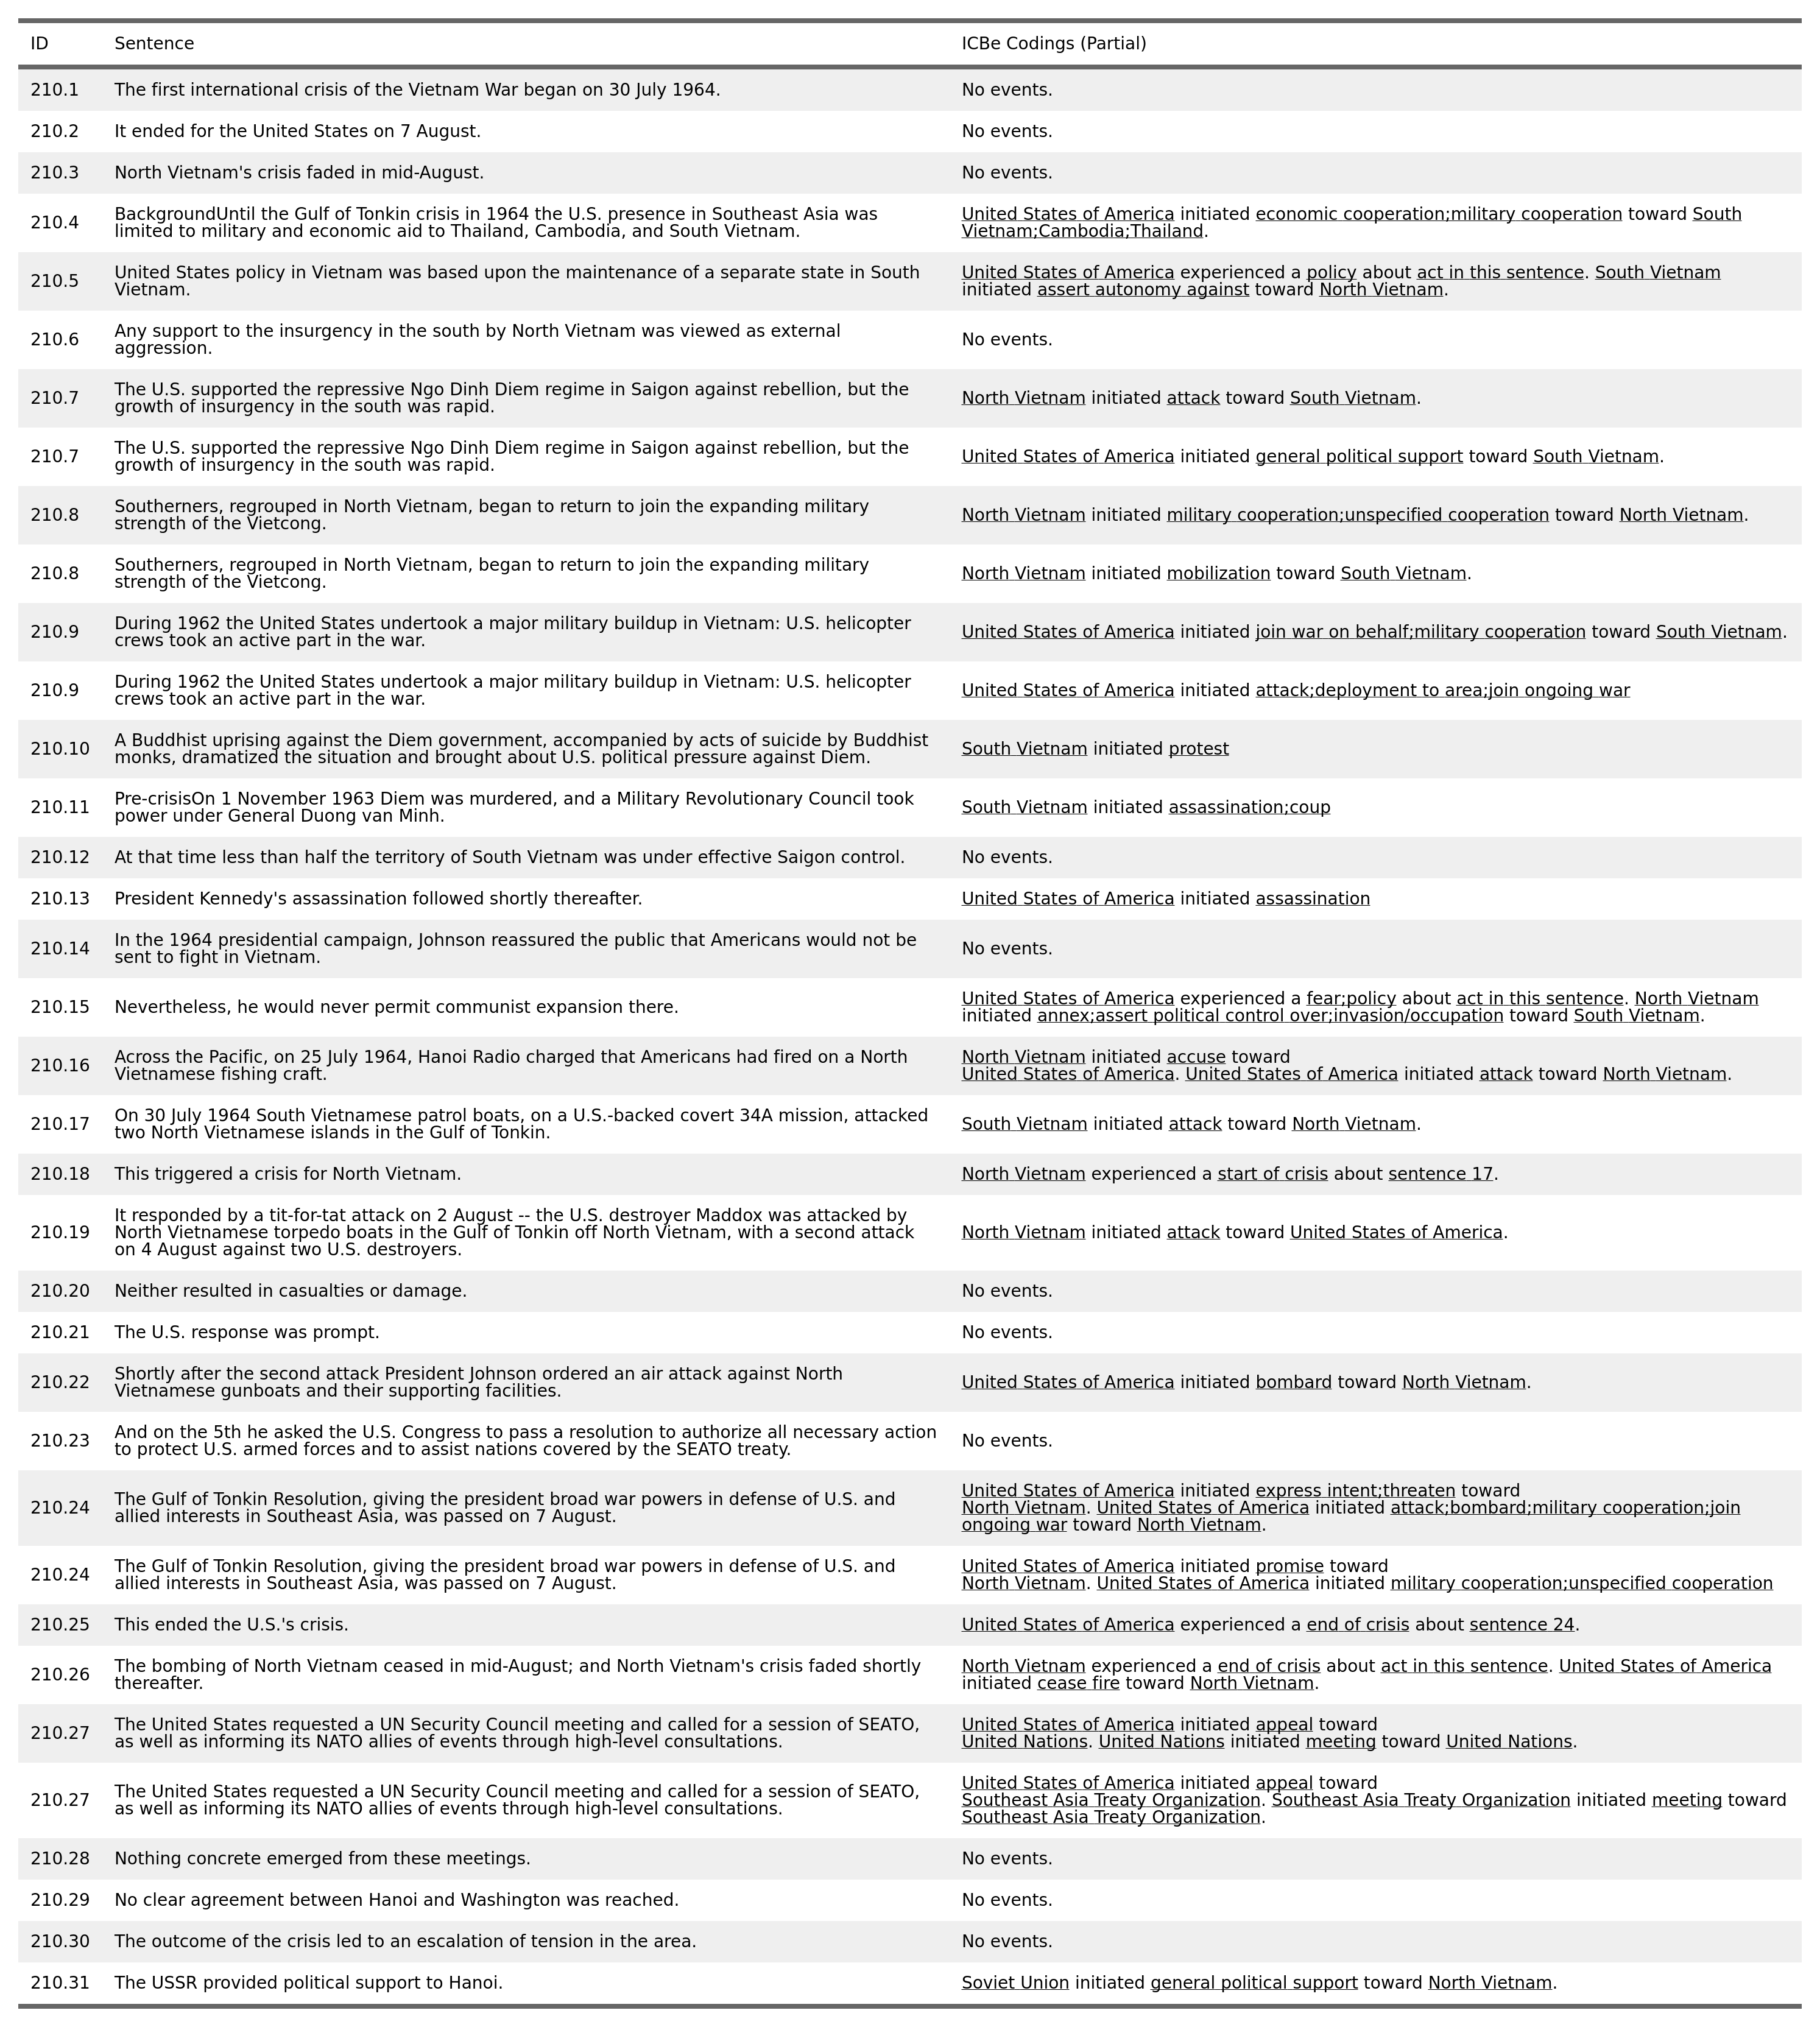 ID Sentence ICBe Codings (Partial)
210.1 The first international crisis of the Vietnam War began on 30 July 1964. No events.
210.2 It ended for the United States on 7 August. No events.
210.3 North Vietnam's crisis faded in mid-August. No events.
210.4 BackgroundUntil the Gulf of Tonkin crisis in 1964 the U.S. presence in Southeast Asia was
limited to military and economic aid to Thailand, Cambodia, and South Vietnam.
United States of America initiated economic cooperation;military cooperation toward South
Vietnam;Cambodia;Thailand.
210.5 United States policy in Vietnam was based upon the maintenance of a separate state in South
Vietnam.
United States of America experienced a policy about act in this sentence. South Vietnam
initiated assert autonomy against toward North Vietnam.
210.6 Any support to the insurgency in the south by North Vietnam was viewed as external
aggression.
No events.
210.7 The U.S. supported the repressive Ngo Dinh Diem regime in Saigon against rebellion, but the
growth of insurgency in the south was rapid.
North Vietnam initiated attack toward South Vietnam.
210.7 The U.S. supported the repressive Ngo Dinh Diem regime in Saigon against rebellion, but the
growth of insurgency in the south was rapid.
United States of America initiated general political support toward South Vietnam.
210.8 Southerners, regrouped in North Vietnam, began to return to join the expanding military
strength of the Vietcong.
North Vietnam initiated military cooperation;unspecified cooperation toward North Vietnam.
210.8 Southerners, regrouped in North Vietnam, began to return to join the expanding military
strength of the Vietcong.
North Vietnam initiated mobilization toward South Vietnam.
210.9 During 1962 the United States undertook a major military buildup in Vietnam: U.S. helicopter
crews took an active part in the war.
United States of America initiated join war on behalf;military cooperation toward South Vietnam.
210.9 During 1962 the United States undertook a major military buildup in Vietnam: U.S. helicopter
crews took an active part in the war.
United States of America initiated attack;deployment to area;join ongoing war
210.10 A Buddhist uprising against the Diem government, accompanied by acts of suicide by Buddhist
monks, dramatized the situation and brought about U.S. political pressure against Diem.
South Vietnam initiated protest
210.11 Pre-crisisOn 1 November 1963 Diem was murdered, and a Military Revolutionary Council took
power under General Duong van Minh.
South Vietnam initiated assassination;coup
210.12 At that time less than half the territory of South Vietnam was under effective Saigon control. No events.
210.13 President Kennedy's assassination followed shortly thereafter. United States of America initiated assassination
210.14 In the 1964 presidential campaign, Johnson reassured the public that Americans would not be
sent to fight in Vietnam.
No events.
210.15 Nevertheless, he would never permit communist expansion there.
United States of America experienced a fear;policy about act in this sentence. North Vietnam
initiated annex;assert political control over;invasion/occupation toward South Vietnam.
210.16 Across the Pacific, on 25 July 1964, Hanoi Radio charged that Americans had fired on a North
Vietnamese fishing craft.
North Vietnam initiated accuse toward
United States of America. United States of America initiated attack toward North Vietnam.
210.17 On 30 July 1964 South Vietnamese patrol boats, on a U.S.-backed covert 34A mission, attacked
two North Vietnamese islands in the Gulf of Tonkin.
South Vietnam initiated attack toward North Vietnam.
210.18 This triggered a crisis for North Vietnam. North Vietnam experienced a start of crisis about sentence 17.
210.19 It responded by a tit-for-tat attack on 2 August -- the U.S. destroyer Maddox was attacked by
North Vietnamese torpedo boats in the Gulf of Tonkin off North Vietnam, with a second attack
on 4 August against two U.S. destroyers.
North Vietnam initiated attack toward United States of America.
210.20 Neither resulted in casualties or damage. No events.
210.21 The U.S. response was prompt. No events.
210.22 Shortly after the second attack President Johnson ordered an air attack against North
Vietnamese gunboats and their supporting facilities.
United States of America initiated bombard toward North Vietnam.
210.23 And on the 5th he asked the U.S. Congress to pass a resolution to authorize all necessary action
to protect U.S. armed forces and to assist nations covered by the SEATO treaty.
No events.
210.24 The Gulf of Tonkin Resolution, giving the president broad war powers in defense of U.S. and
allied interests in Southeast Asia, was passed on 7 August.
United States of America initiated express intent;threaten toward
North Vietnam. United States of America initiated attack;bombard;military cooperation;join
ongoing war toward North Vietnam.
210.24 The Gulf of Tonkin Resolution, giving the president broad war powers in defense of U.S. and
allied interests in Southeast Asia, was passed on 7 August.
United States of America initiated promise toward
North Vietnam. United States of America initiated military cooperation;unspecified cooperation
210.25 This ended the U.S.'s crisis. United States of America experienced a end of crisis about sentence 24.
210.26 The bombing of North Vietnam ceased in mid-August; and North Vietnam's crisis faded shortly
thereafter.
North Vietnam experienced a end of crisis about act in this sentence. United States of America
initiated cease fire toward North Vietnam.
210.27 The United States requested a UN Security Council meeting and called for a session of SEATO,
as well as informing its NATO allies of events through high-level consultations.
United States of America initiated appeal toward
United Nations. United Nations initiated meeting toward United Nations.
210.27 The United States requested a UN Security Council meeting and called for a session of SEATO,
as well as informing its NATO allies of events through high-level consultations.
United States of America initiated appeal toward
Southeast Asia Treaty Organization. Southeast Asia Treaty Organization initiated meeting toward
Southeast Asia Treaty Organization.
210.28 Nothing concrete emerged from these meetings. No events.
210.29 No clear agreement between Hanoi and Washington was reached. No events.
210.30 The outcome of the crisis led to an escalation of tension in the area. No events.
210.31 The USSR provided political support to Hanoi. Soviet Union initiated general political support toward North Vietnam.